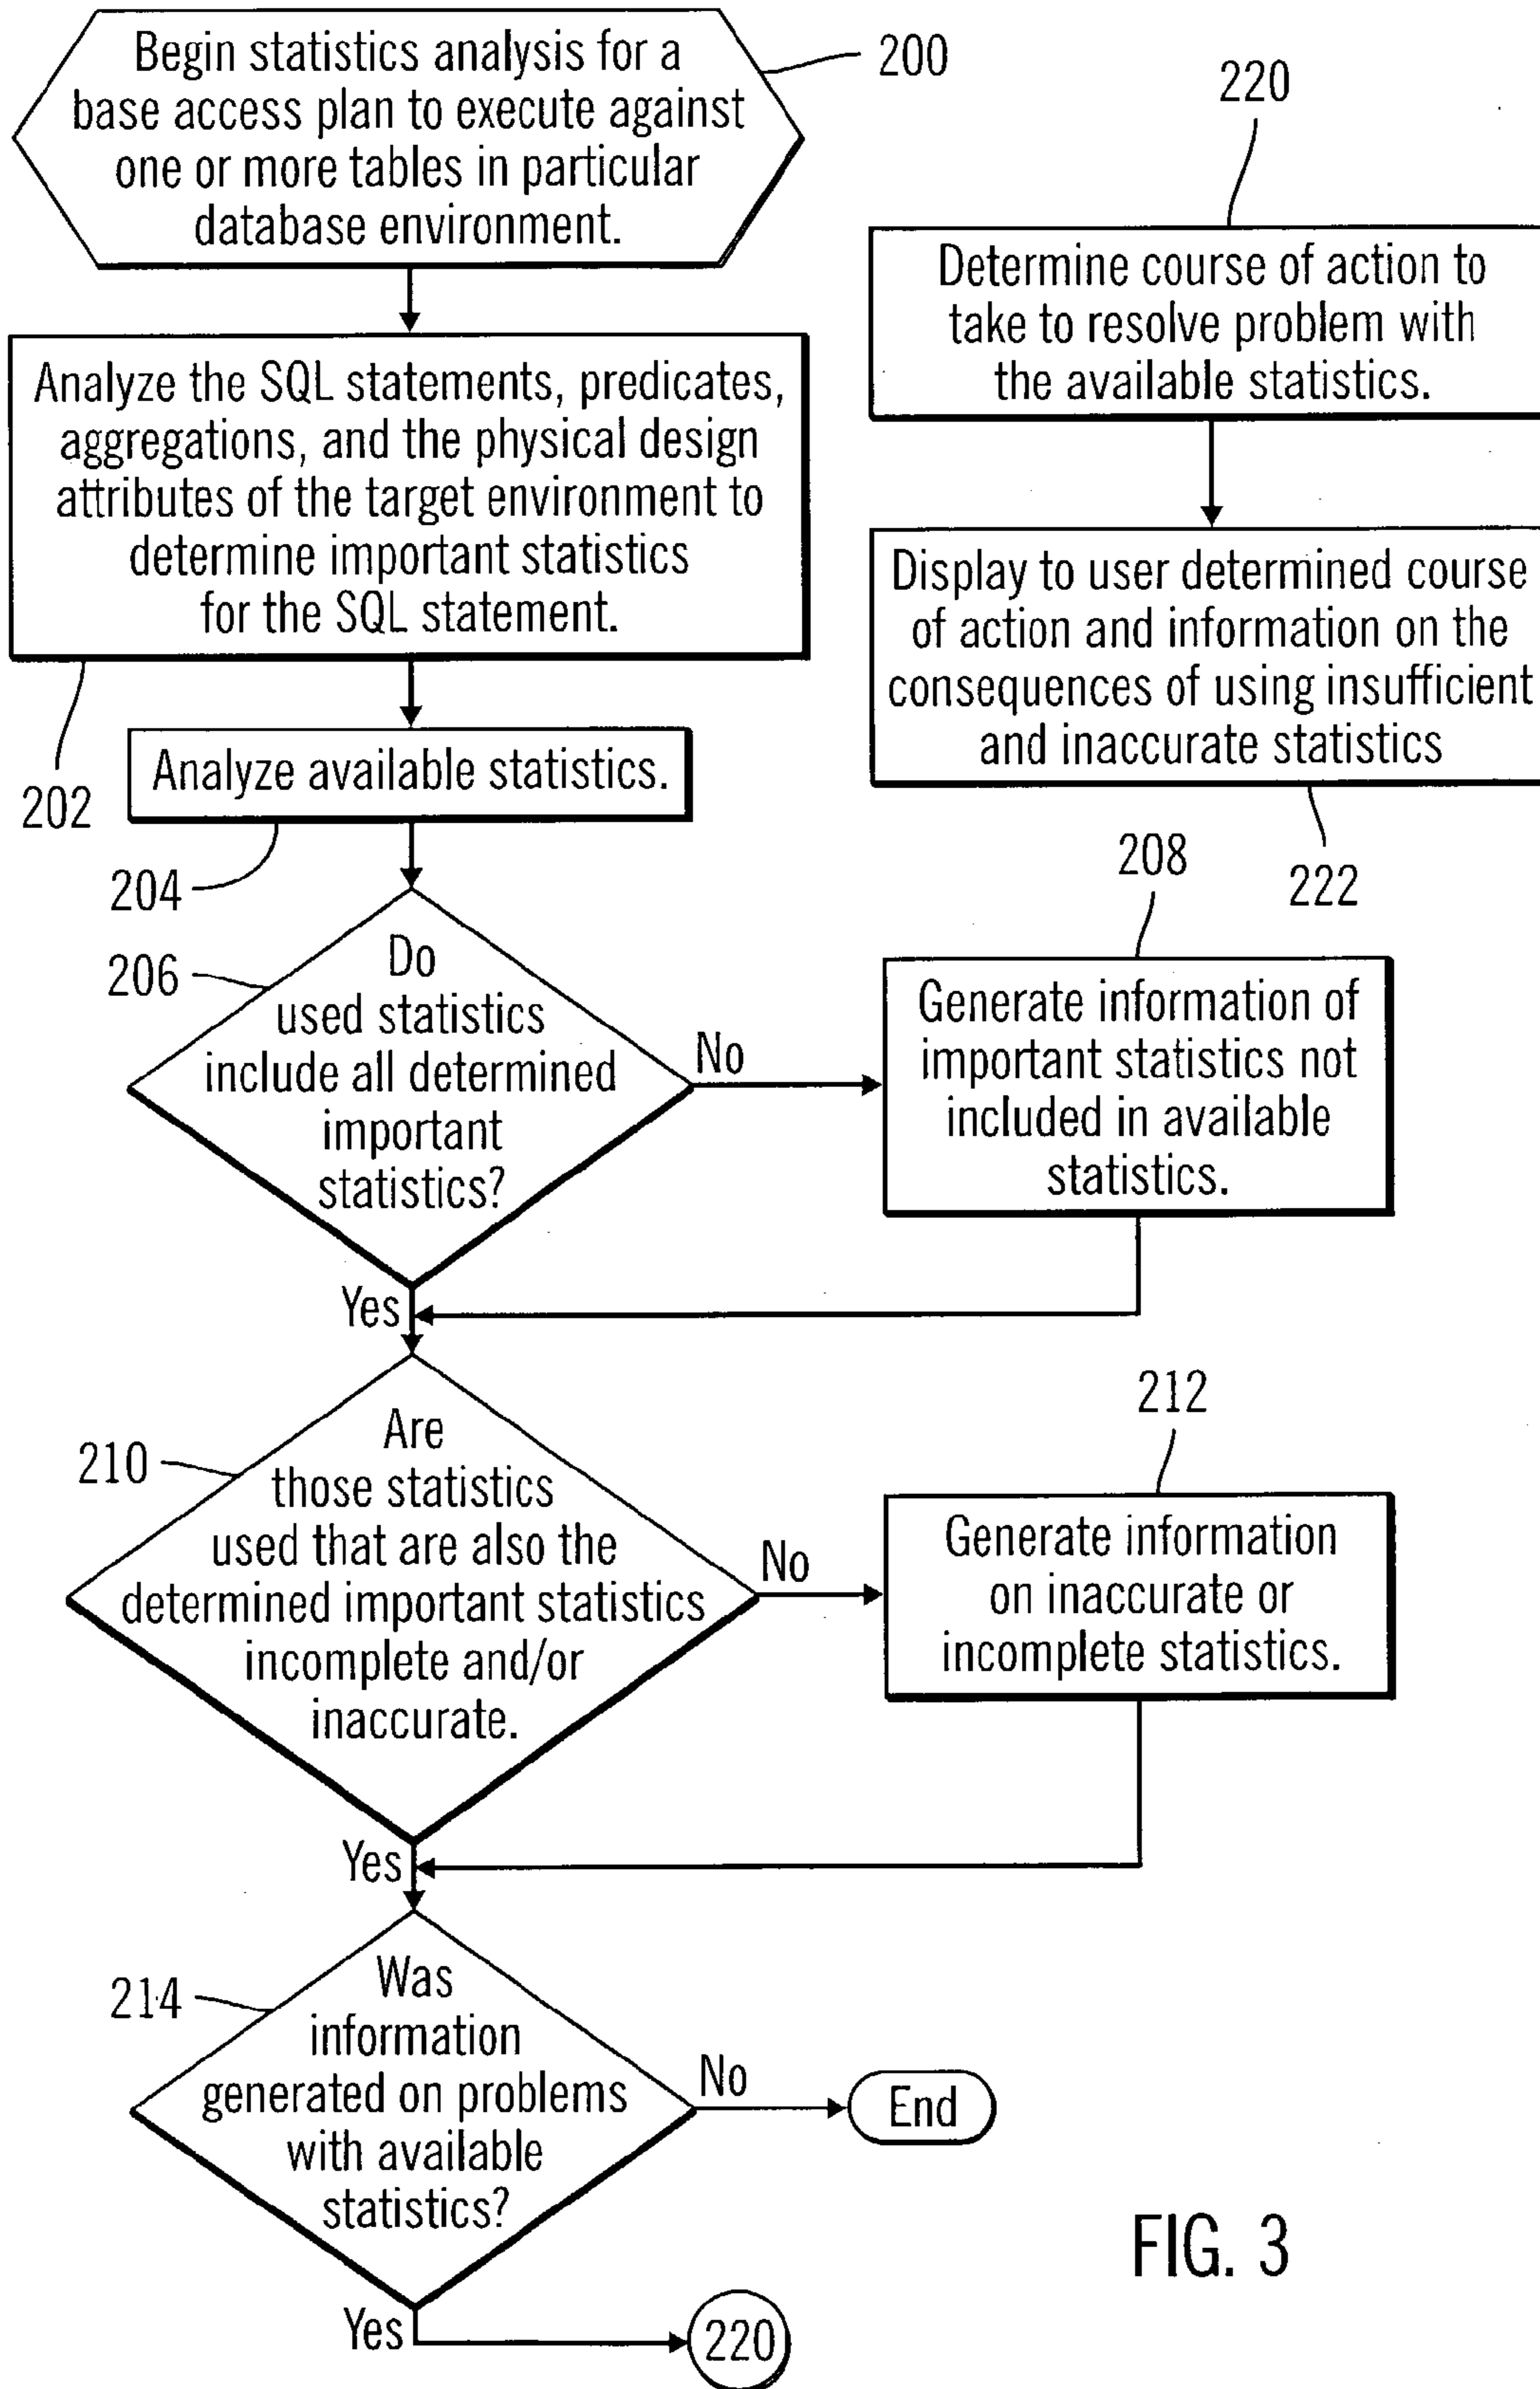 Begin statistics analysis for a
base access plan to execute against
one or more tables in particular
database environment.
200
Analyze the SQL statements, predicates,
aggregations, and the physical design
attributes of the target environment to
determine important statistics
for the SQL statement.
202
Analyze available statistics.
204
206
Do
used statistics
include all determined
important
statistics?
No
Yes
208
Generate information of
important statistics not
included in available
statistics.
210
Are
those statistics
used that are also the
determined important statistics
incomplete and/or
inaccurate.
No
Yes
212
Generate information
on inaccurate or
incomplete statistics.
214
Was
information
generated on problems
with available
statistics?
No
End
Yes
220
220
Determine course of action to
take to resolve problem with
the available statistics.
Display to user determined course
of action and information on the
consequences of using insufficient
and inaccurate statistics
222
FIG. 3